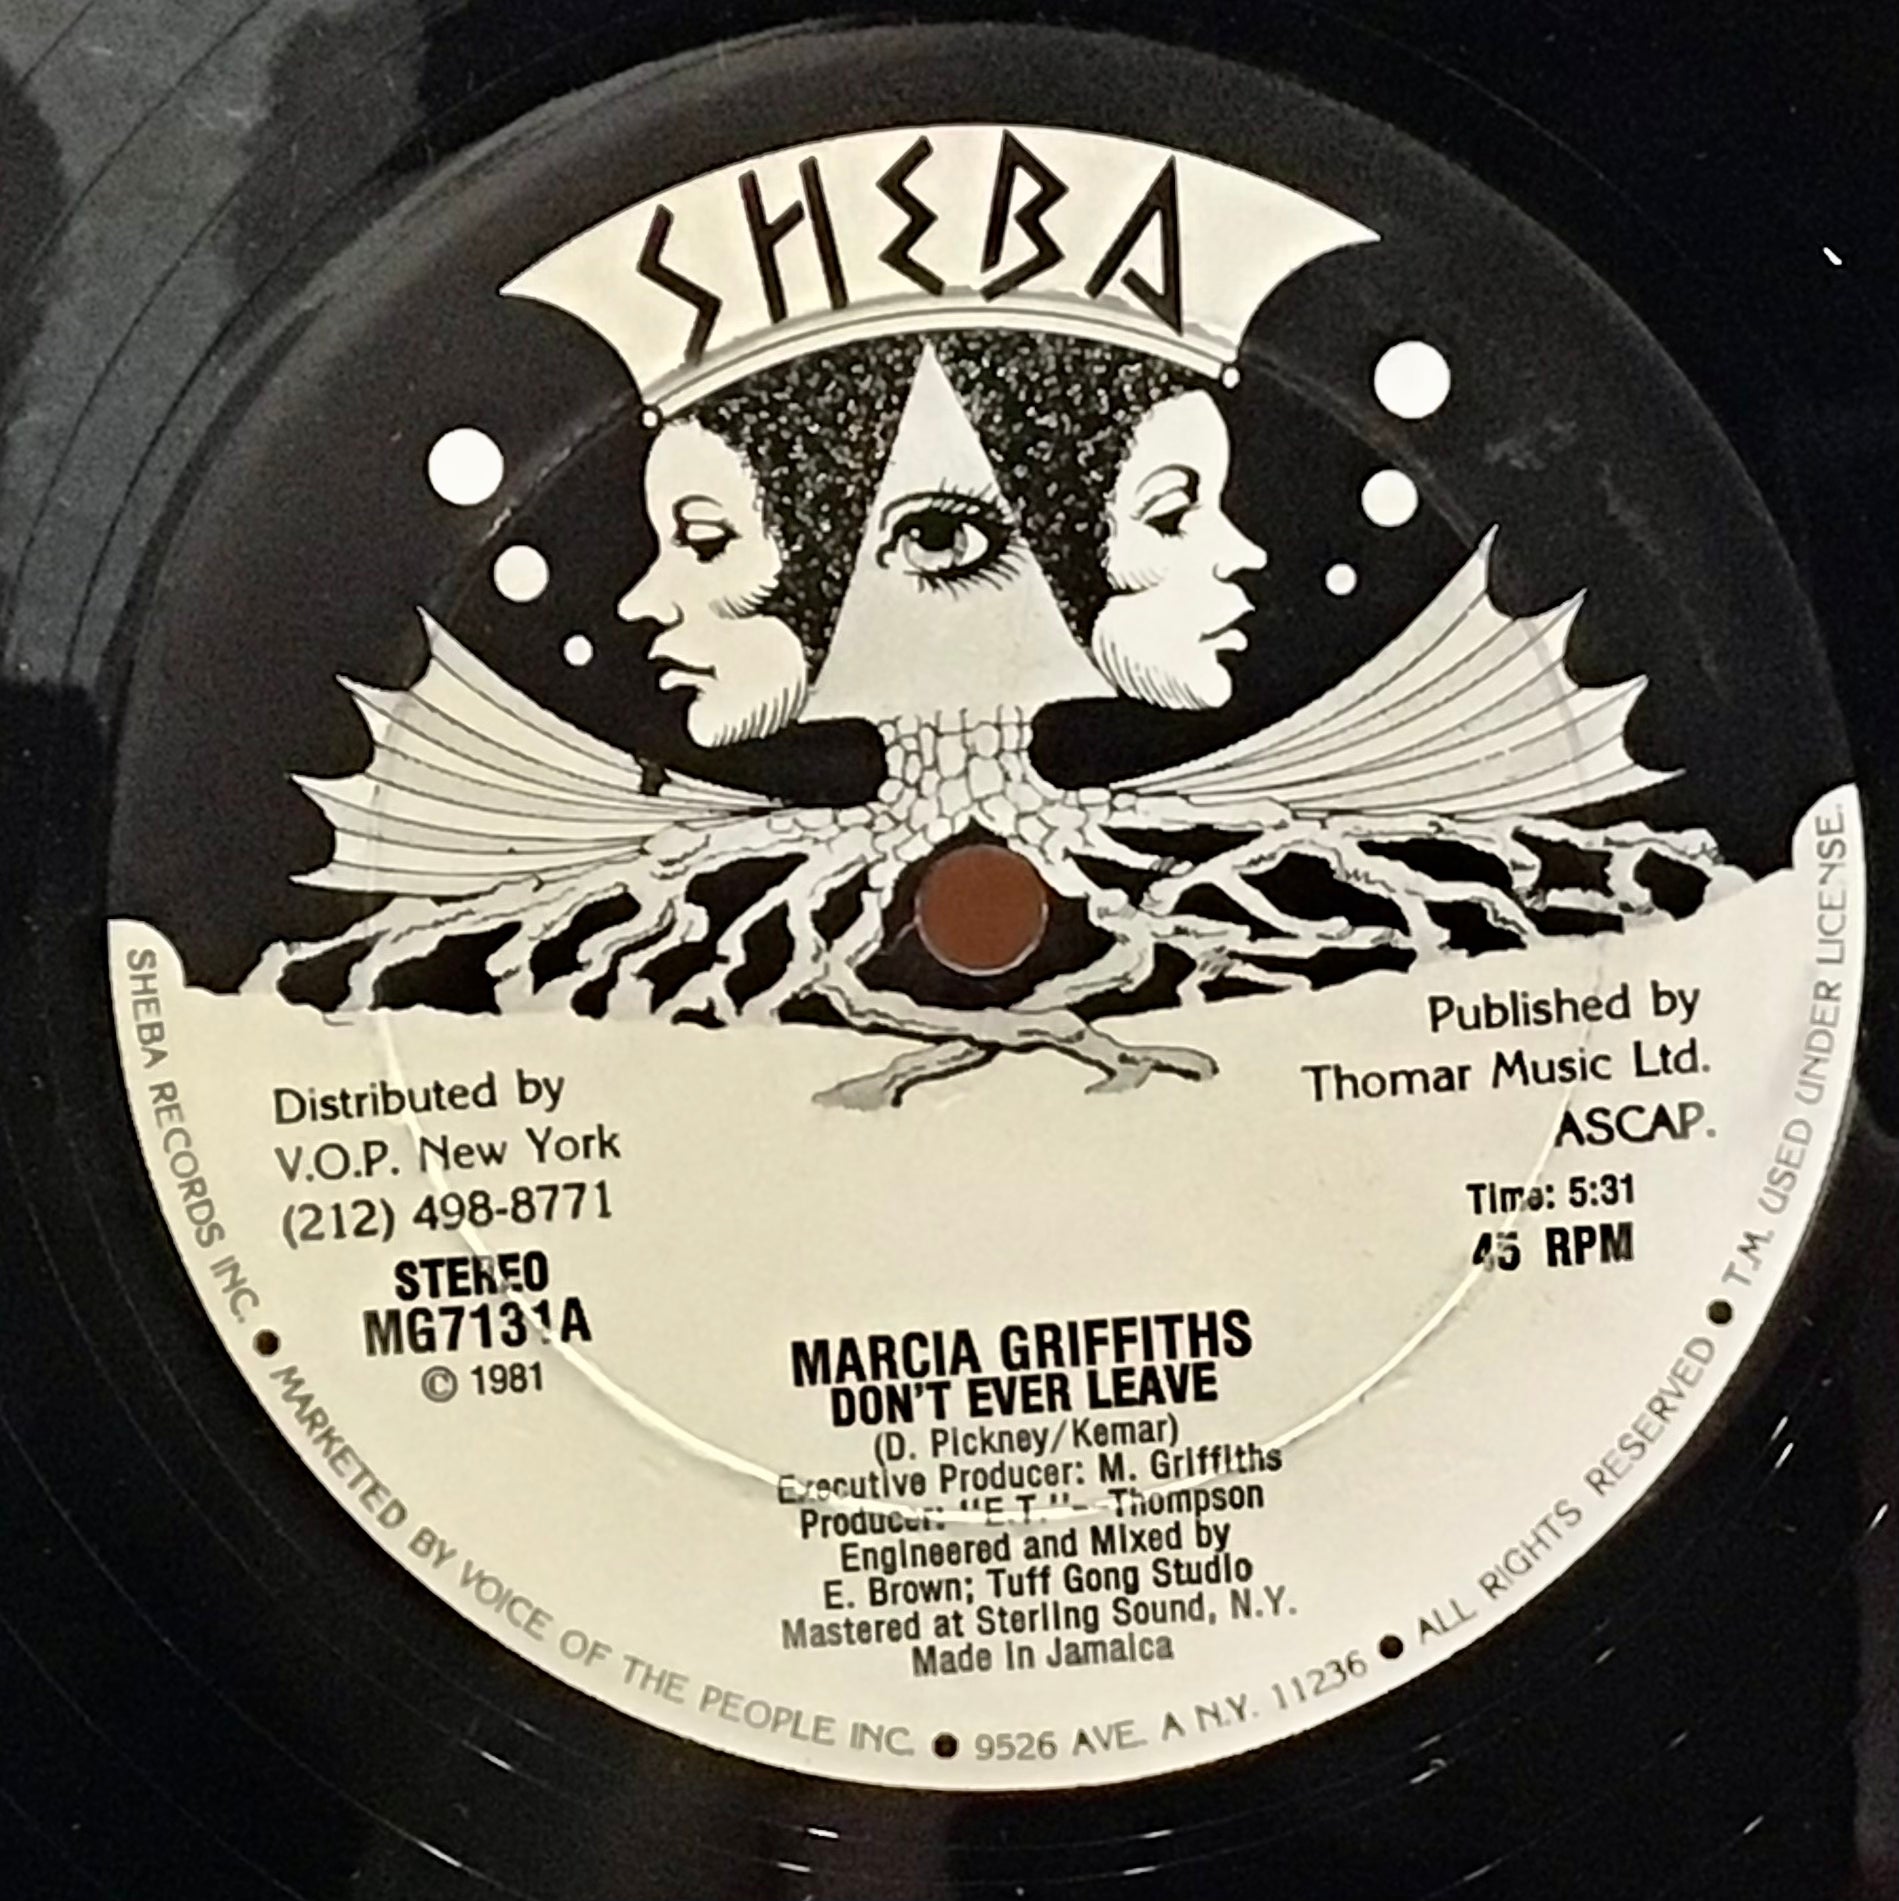 SHEBA
Distributed by
V.O.P. New York
(212) 498-8771
STEREO
MG7131A
© 1981
Published by
Thomar Music Ltd.
ASCAP.
Time: 5:31
45 RPM
MARCIA GRIFFITHS
DON'T EVER LEAVE
(D. Pickney/Kemar)
Executive Producer: M. Griffiths
Producer: "E.T." Thompson
Engineered and Mixed by
E. Brown; Tuff Gong Studio
Mastered at Sterling Sound, N.Y.
Made In Jamaica
SHEBA RECORDS INC. ● MARKETED BY VOICE OF THE PEOPLE INC. ● 9526 AVE. A N.Y. 11236 ● ALL RIGHTS RESERVED ● T.M. USED UNDER LICENSE.